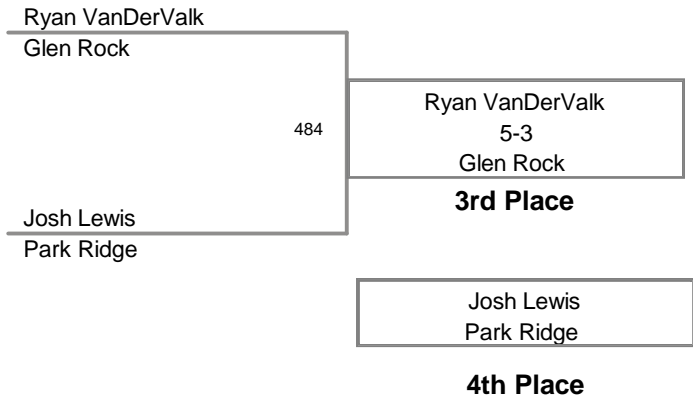 Ryan VanDerValk
Glen Rock
484
Ryan VanDerValk
5-3
Glen Rock
3rd Place
Josh Lewis
Park Ridge
Josh Lewis
Park Ridge
4th Place